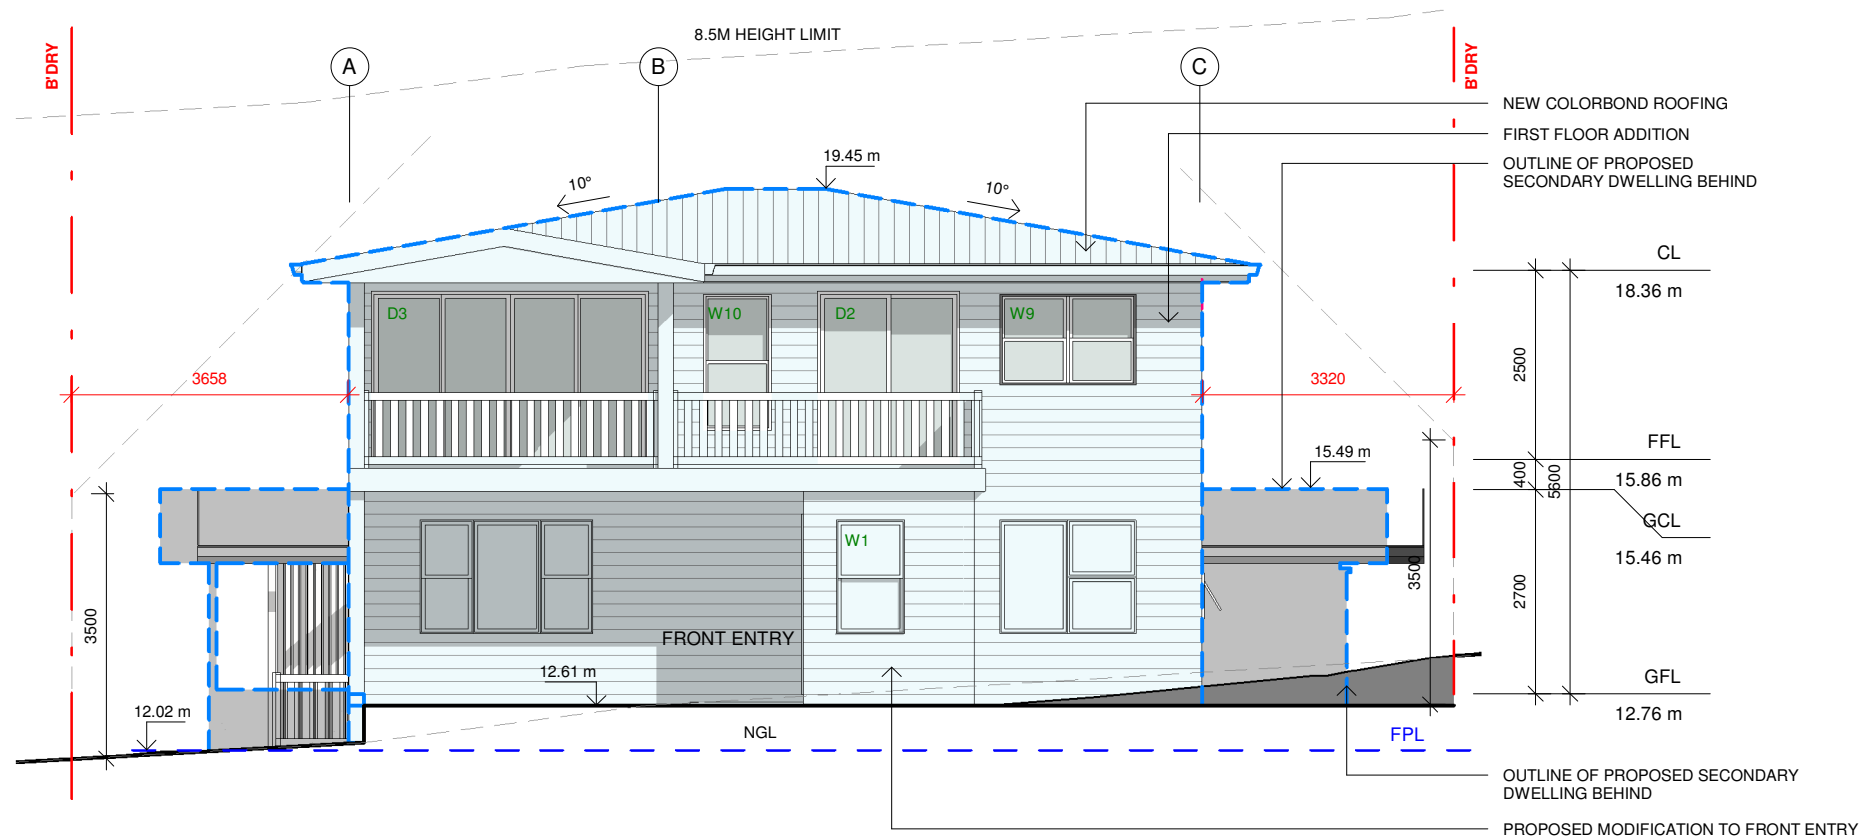 8.5M HEIGHT LIMIT
B'DRY
A
B
C
B'DRY
NEW COLORBOND ROOFING
FIRST FLOOR ADDITION
OUTLINE OF PROPOSED
SECONDARY DWELLING BEHIND
19.45 m
10°
10°
CL
18.36 m
D3
W10
D2
W9
3658
3320
2500
FFL
15.86 m
15.49 m
400
5600
GCL
15.46 m
W1
3500
3500
2700
FRONT ENTRY
12.61 m
GFL
12.76 m
12.02 m
NGL
FPL
OUTLINE OF PROPOSED SECONDARY
DWELLING BEHIND
PROPOSED MODIFICATION TO FRONT ENTRY